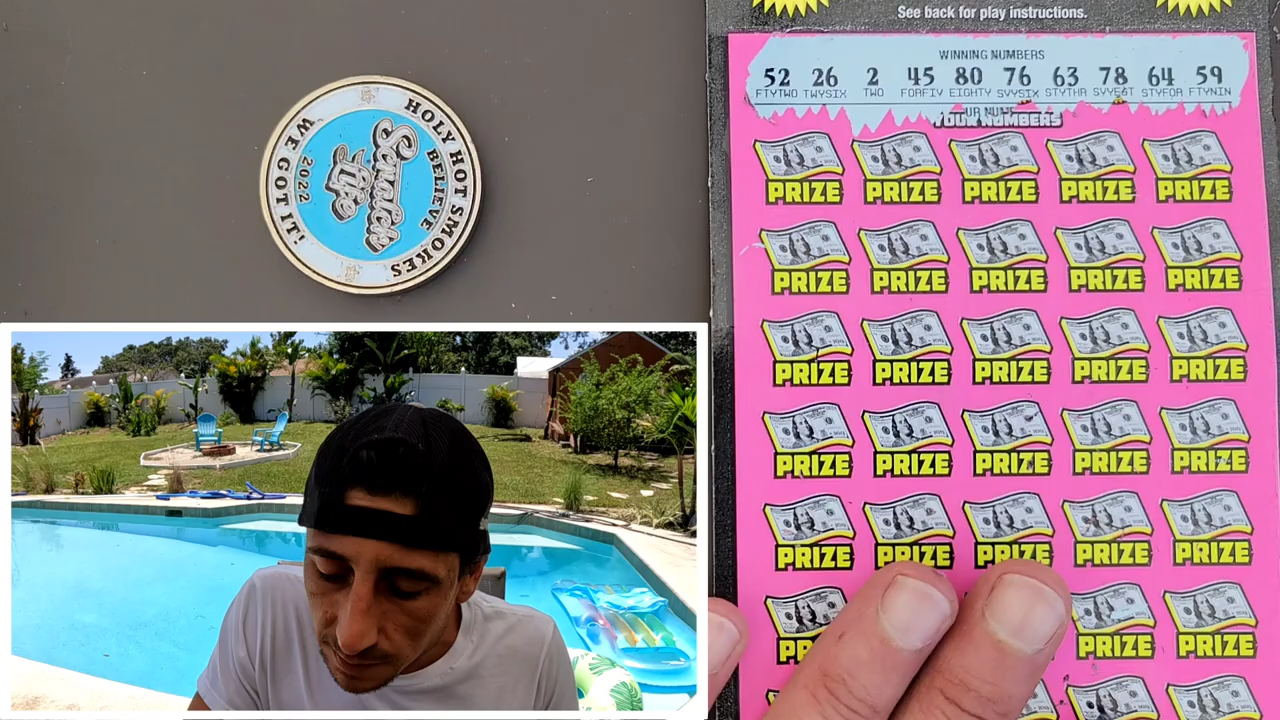 See back for play instructions.
WINNING NUMBERS
52 26 2 45 80 76 63 78 64 59
FTYTWO TWYSIX TWO FORFIV EIGHTY SVYSIX STYTHR SVYEGT STYFOR FTYNIN
YOUR NUMBERS
PRIZE PRIZE PRIZE PRIZE PRIZE
PRIZE PRIZE PRIZE PRIZE PRIZE
PRIZE PRIZE PRIZE PRIZE PRIZE
PRIZE PRIZE PRIZE PRIZE PRIZE
PRIZE PRIZE PRIZE PRIZE PRIZE
PRIZE PRIZE
HOLY HOT SMOKES
BELIEVE
Scratch
Life
2022
WE GOT IT!